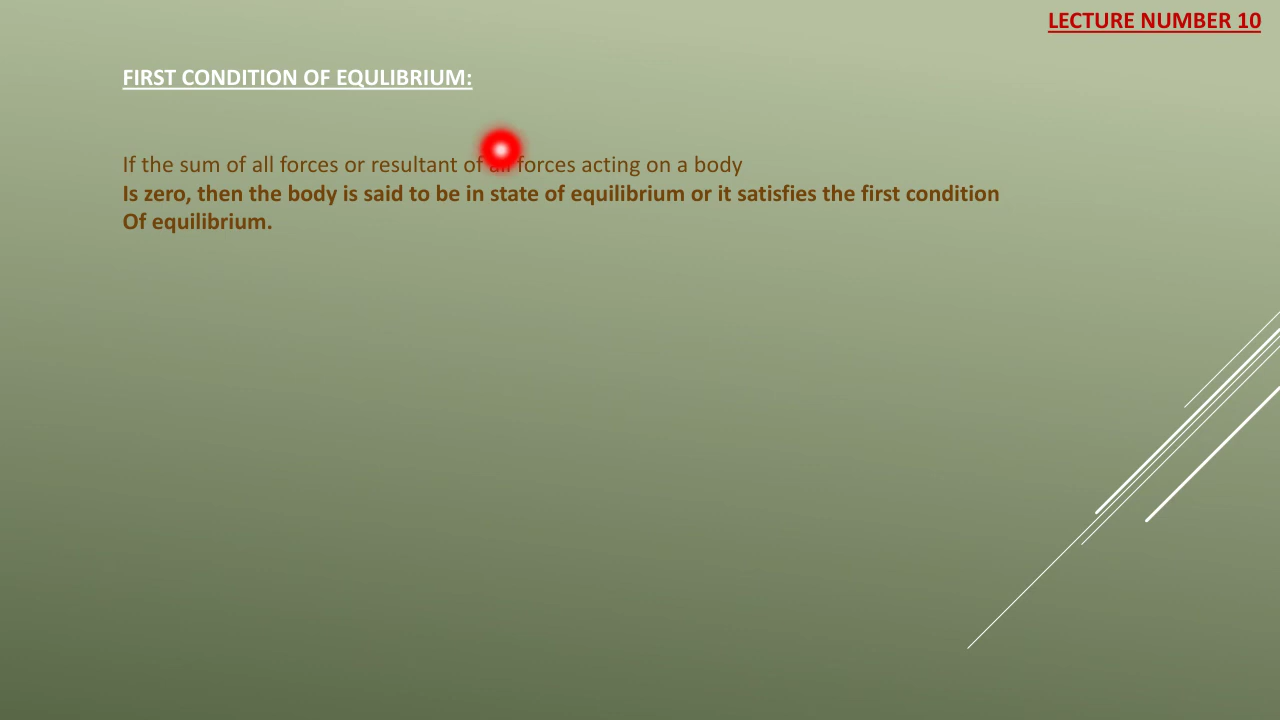 LECTURE NUMBER 10
FIRST CONDITION OF EQULIBRIUM:
If the sum of all forces or resultant of all forces acting on a body
Is zero, then the body is said to be in state of equilibrium or it satisfies the first condition
Of equilibrium.